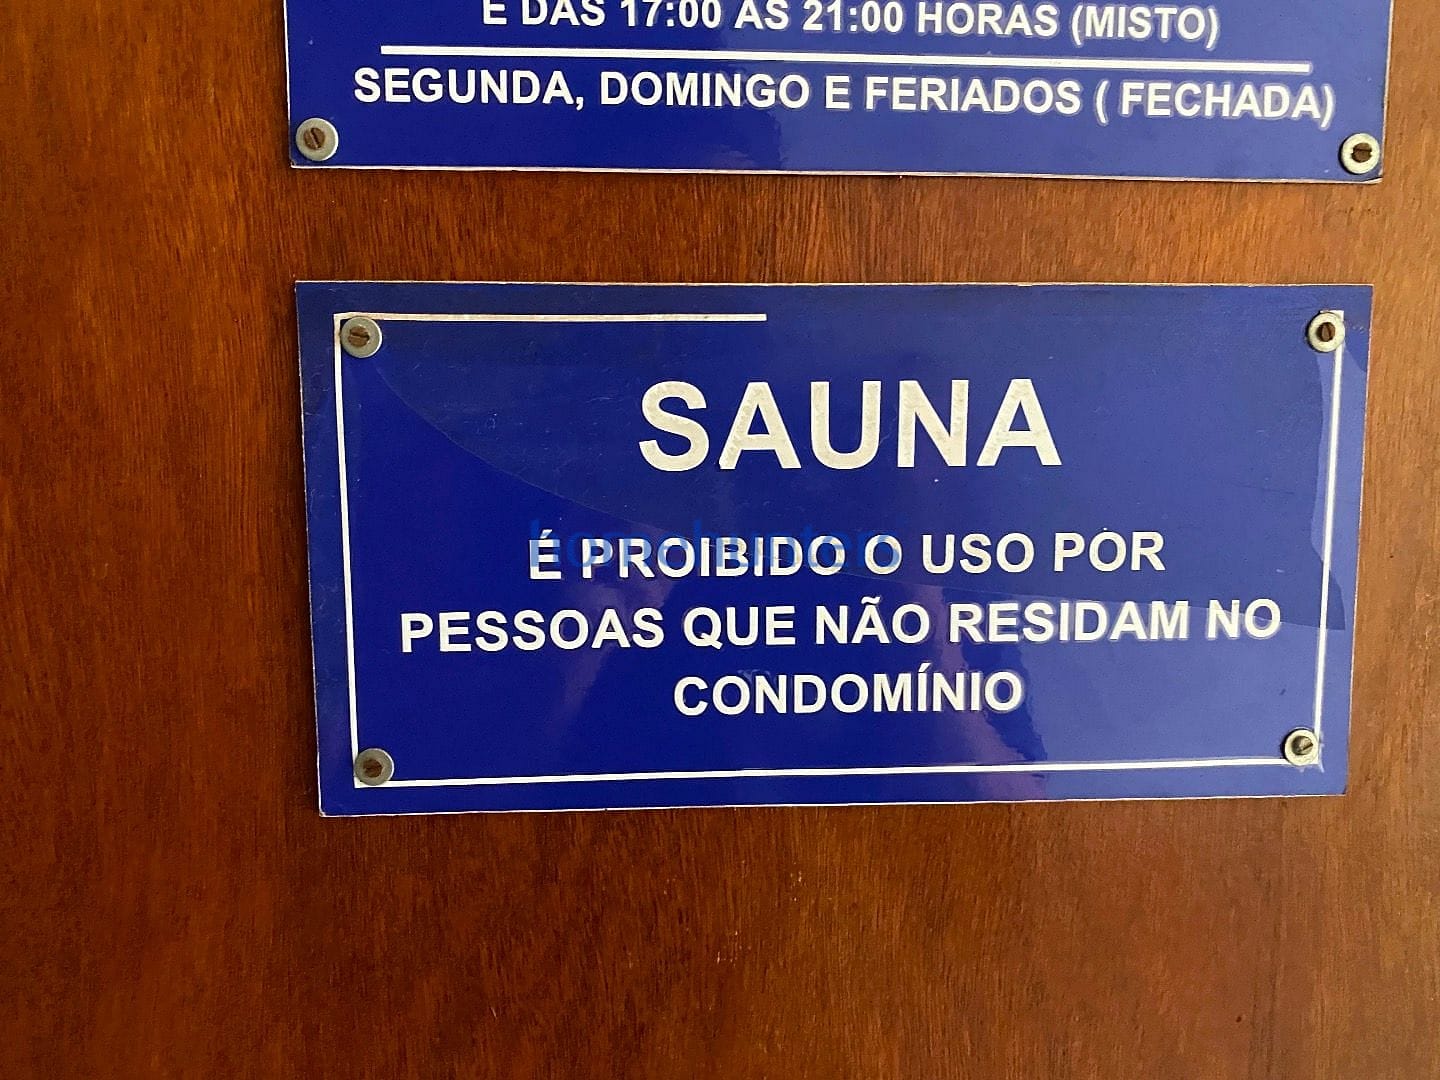 E DAS 17:00 AS 21:00 HORAS (MISTO)
SEGUNDA, DOMINGO E FERIADOS ( FECHADA)
SAUNA
É PROIBIDO O USO POR
PESSOAS QUE NÃO RESIDAM NO
CONDOMÍNIO